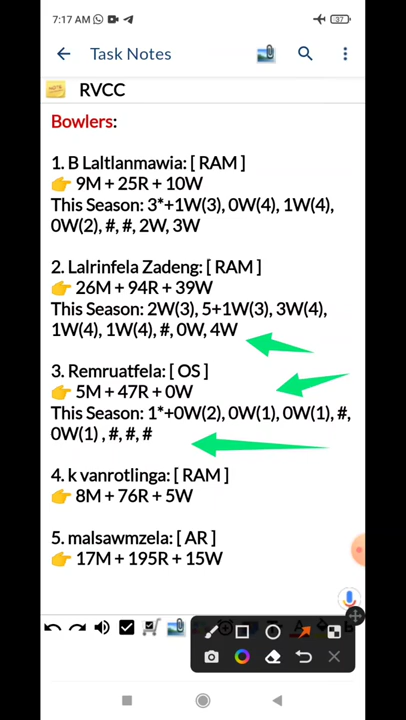 7:17 AM
37
Task Notes
RVCC
Bowlers:
1. B Laltlanmawia: [ RAM ]
👉 9M + 25R + 10W
This Season: 3*+1W(3), 0W(4), 1W(4),
0W(2), #, #, 2W, 3W
2. Lalrinfela Zadeng: [ RAM ]
👉 26M + 94R + 39W
This Season: 2W(3), 5+1W(3), 3W(4),
1W(4), 1W(4), #, 0W, 4W
3. Remruatfela: [ OS ]
👉 5M + 47R + 0W
This Season: 1*+0W(2), 0W(1), 0W(1), #,
0W(1) , #, #, #
4. k vanrotlinga: [ RAM ]
👉 8M + 76R + 5W
5. malsawmzela: [ AR ]
👉 17M + 195R + 15W